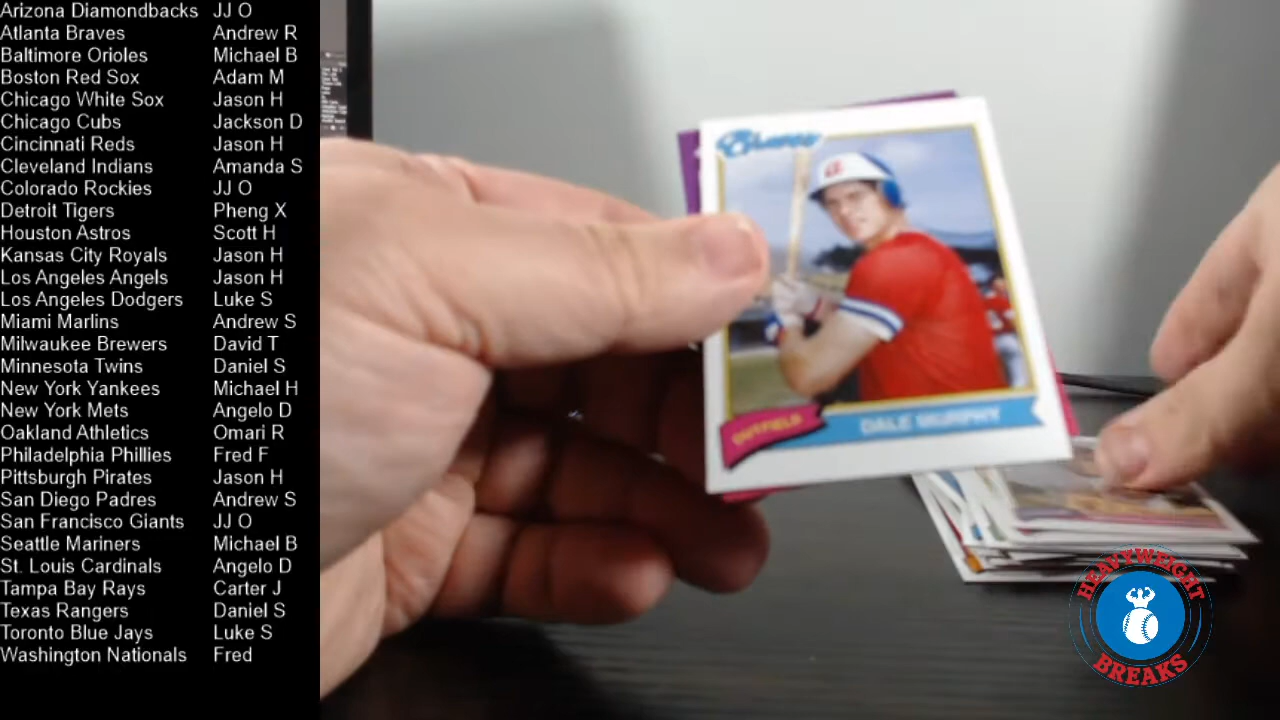 Arizona Diamondbacks JJ O
Atlanta Braves Andrew R
Baltimore Orioles Michael B
Boston Red Sox Adam M
Chicago White Sox Jason H
Chicago Cubs Jackson D
Cincinnati Reds Jason H
Cleveland Indians Amanda S
Colorado Rockies JJ O
Detroit Tigers Pheng X
Houston Astros Scott H
Kansas City Royals Jason H
Los Angeles Angels Jason H
Los Angeles Dodgers Luke S
Miami Marlins Andrew S
Milwaukee Brewers David T
Minnesota Twins Daniel S
New York Yankees Michael H
New York Mets Angelo D
Oakland Athletics Omari R
Philadelphia Phillies Fred F
Pittsburgh Pirates Jason H
San Diego Padres Andrew S
San Francisco Giants JJ O
Seattle Mariners Michael B
St. Louis Cardinals Angelo D
Tampa Bay Rays Carter J
Texas Rangers Daniel S
Toronto Blue Jays Luke S
Washington Nationals Fred
OUTFIELD
DALE MURPHY
HEAVYWEIGHT
BREAKS